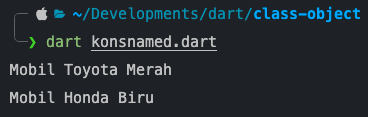 ~/Developments/dart/class-object
❯ dart konsnamed.dart
Mobil Toyota Merah
Mobil Honda Biru